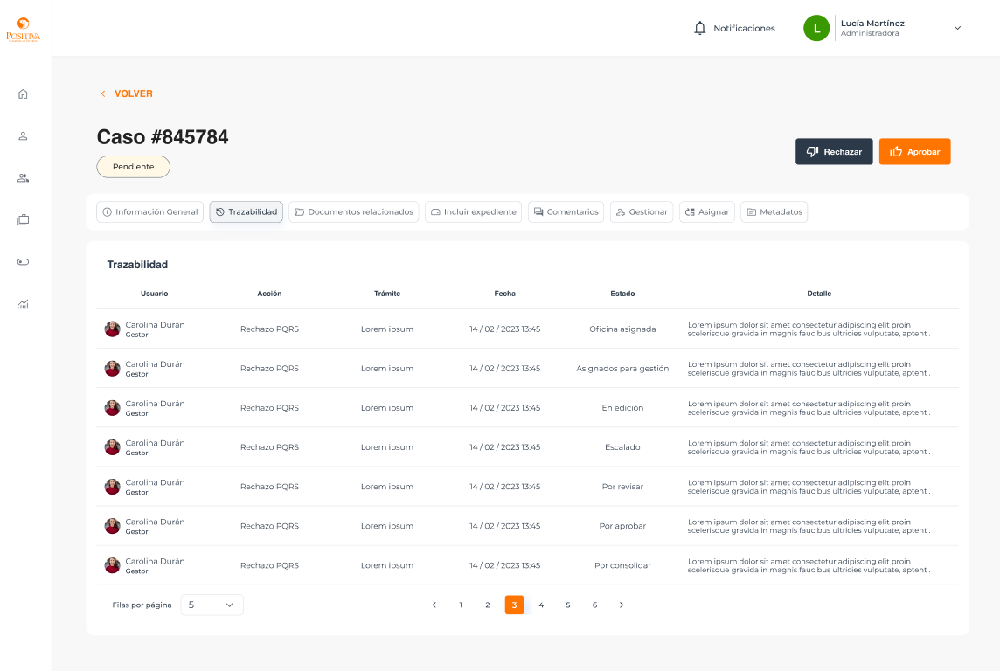 POSITIVA
Notificaciones
L
Lucía Martínez
Administradora
VOLVER
Caso #845784
Pendiente
Rechazar
Aprobar
Información General
Trazabilidad
Documentos relacionados
Incluir expediente
Comentarios
Gestionar
Asignar
Metadatos
Trazabilidad
Usuario Acción Trámite Fecha Estado Detalle
Carolina Durán
Gestor
Rechazo PQRS
Lorem ipsum
14 / 02 / 2023 13:45
Oficina asignada
Lorem ipsum dolor sit amet consectetur adipiscing elit proin
scelerisque gravida in magnis faucibus ultricies vulputate, aptent .
Carolina Durán
Gestor
Rechazo PQRS
Lorem ipsum
14 / 02 / 2023 13:45
Asignados para gestión
Lorem ipsum dolor sit amet consectetur adipiscing elit proin
scelerisque gravida in magnis faucibus ultricies vulputate, aptent .
Carolina Durán
Gestor
Rechazo PQRS
Lorem ipsum
14 / 02 / 2023 13:45
En edición
Lorem ipsum dolor sit amet consectetur adipiscing elit proin
scelerisque gravida in magnis faucibus ultricies vulputate, aptent .
Carolina Durán
Gestor
Rechazo PQRS
Lorem ipsum
14 / 02 / 2023 13:45
Escalado
Lorem ipsum dolor sit amet consectetur adipiscing elit proin
scelerisque gravida in magnis faucibus ultricies vulputate, aptent .
Carolina Durán
Gestor
Rechazo PQRS
Lorem ipsum
14 / 02 / 2023 13:45
Por revisar
Lorem ipsum dolor sit amet consectetur adipiscing elit proin
scelerisque gravida in magnis faucibus ultricies vulputate, aptent .
Carolina Durán
Gestor
Rechazo PQRS
Lorem ipsum
14 / 02 / 2023 13:45
Por aprobar
Lorem ipsum dolor sit amet consectetur adipiscing elit proin
scelerisque gravida in magnis faucibus ultricies vulputate, aptent .
Carolina Durán
Gestor
Rechazo PQRS
Lorem ipsum
14 / 02 / 2023 13:45
Por consolidar
Lorem ipsum dolor sit amet consectetur adipiscing elit proin
scelerisque gravida in magnis faucibus ultricies vulputate, aptent .
Filas por página 5
1 2 3 4 5 6